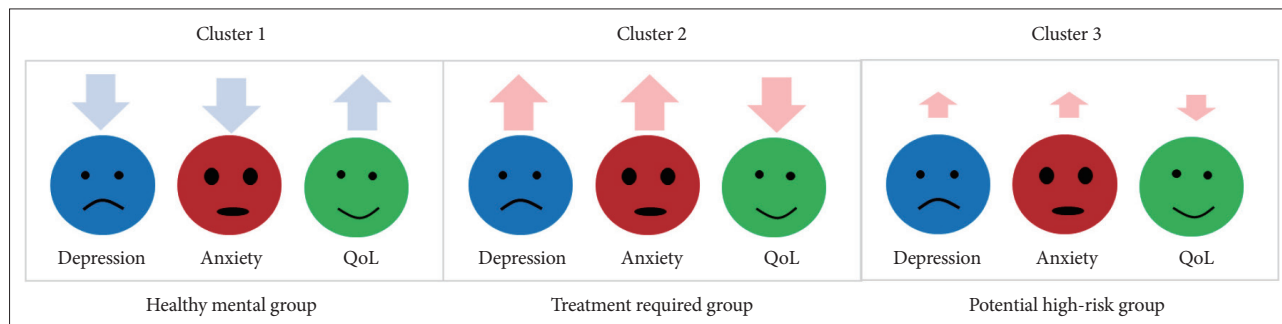 Cluster 1
Cluster 2
Cluster 3
Depression Anxiety QoL
Depression Anxiety QoL
Depression Anxiety QoL
Healthy mental group
Treatment required group
Potential high-risk group